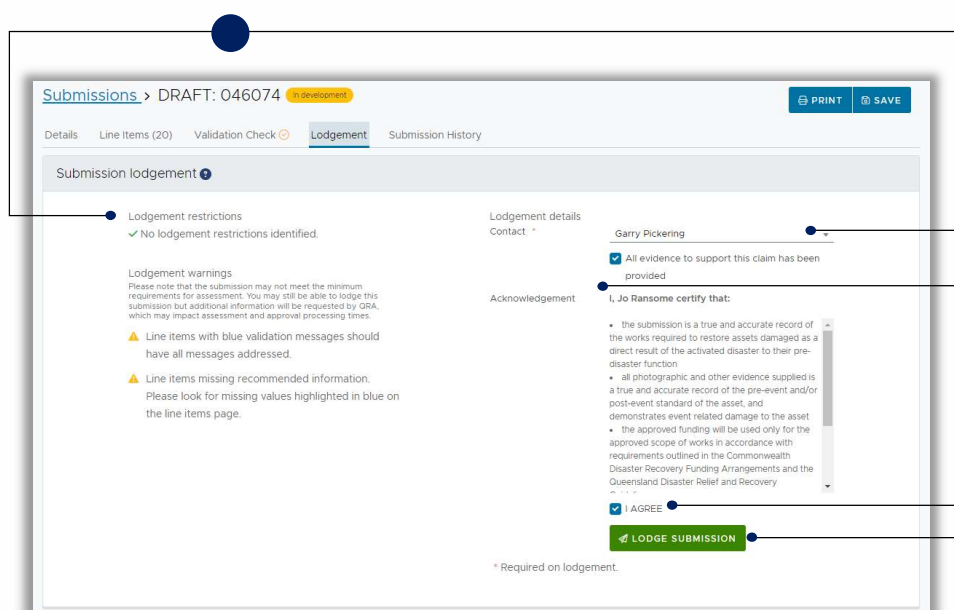 Submissions > DRAFT: 046074 In development
PRINT SAVE
Details Line Items (20) Validation Check Lodgement Submission History
Submission lodgement ?
Lodgement restrictions
No lodgement restrictions identified.
Lodgement warnings
Please note that the submission may not meet the minimum
requirements for assessment. You may still be able to lodge this
submission but additional information will be requested by QRA,
which may impact assessment and approval processing times.
Line items with blue validation messages should
have all messages addressed.
Line items missing recommended information.
Please look for missing values highlighted in blue on
the line items page.
Lodgement details
Contact * Garry Pickering
All evidence to support this claim has been
provided
Acknowledgement I, Jo Ransome certify that:
• the submission is a true and accurate record of
the works required to restore assets damaged as a
direct result of the activated disaster to their pre-
disaster function
• all photographic and other evidence supplied is
a true and accurate record of the pre-event and/or
post-event standard of the asset, and
demonstrates event related damage to the asset
• the approved funding will be used only for the
approved scope of works in accordance with
requirements outlined in the Commonwealth
Disaster Recovery Funding Arrangements and the
Queensland Disaster Relief and Recovery
I AGREE
LODGE SUBMISSION
* Required on lodgement.